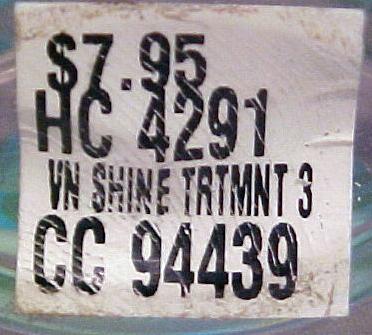 $7.95
HC 4291
VN SHINE TRTMNT 3
CC 94439